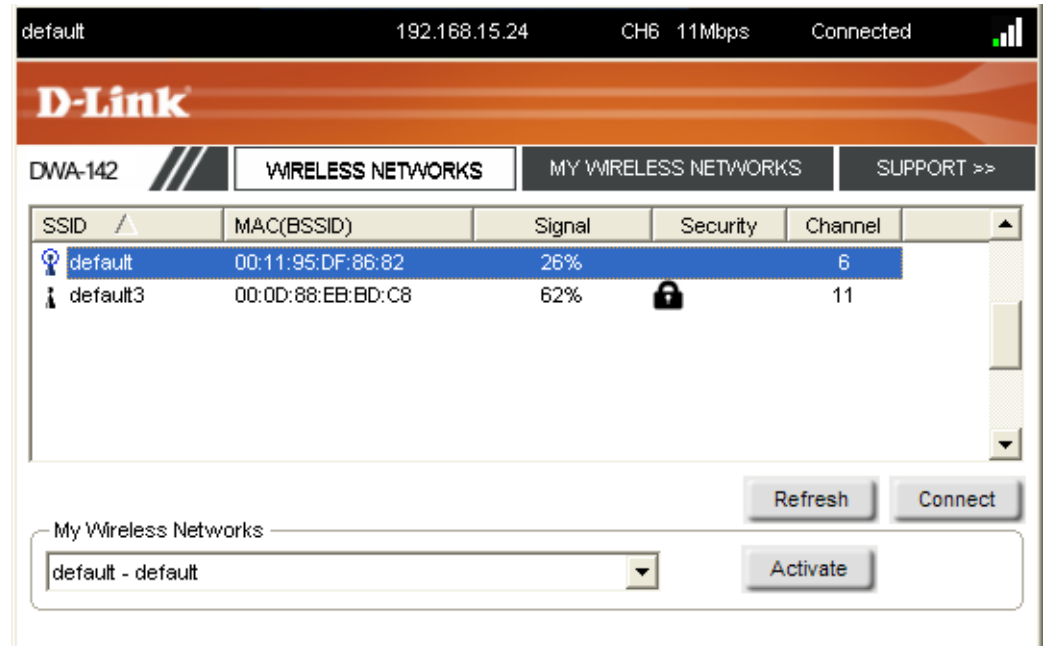 default 192.168.15.24 CH6 11Mbps Connected
D-Link
DWA-142 WIRELESS NETWORKS MY WIRELESS NETWORKS SUPPORT >>
SSID MAC(BSSID) Signal Security Channel
default 00:11:95:DF:86:82 26% 6
default3 00:0D:88:EB:BD:C8 62% 11
Refresh Connect
My Wireless Networks
default - default Activate